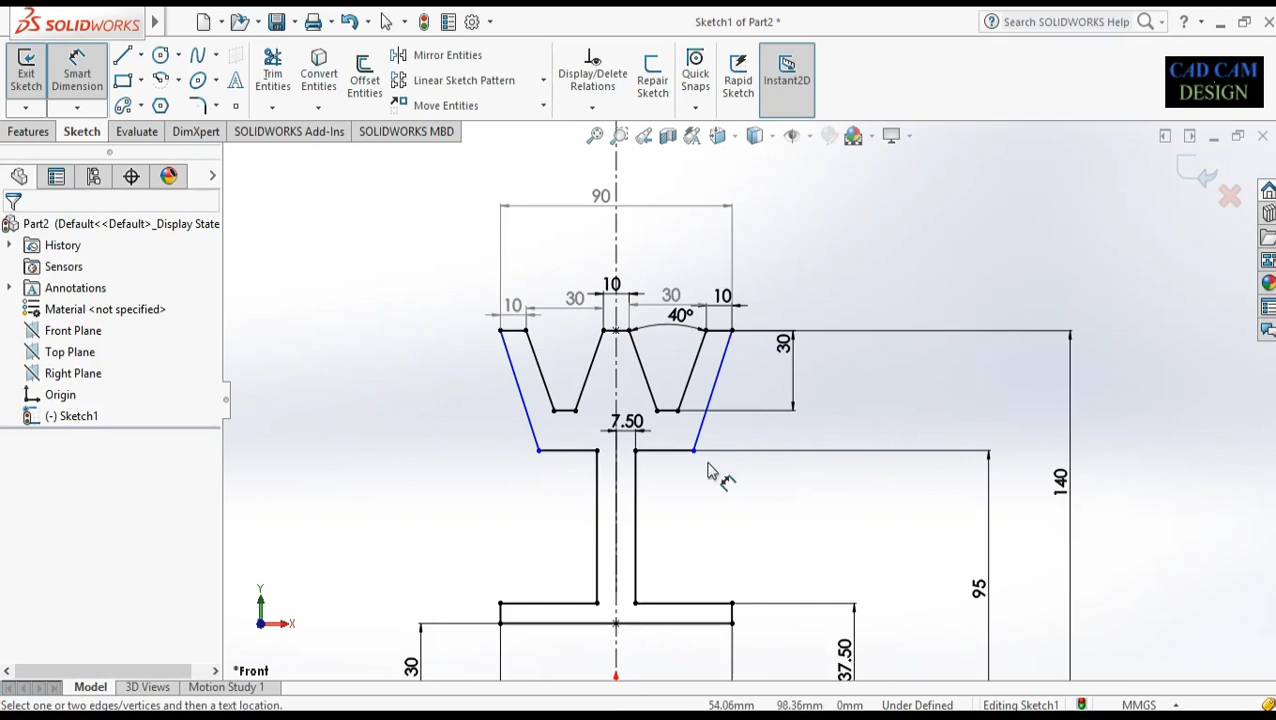 SOLIDWORKS
Sketch1 of Part2 *
Search SOLIDWORKS Help
?
Exit Sketch
Smart Dimension
Trim Entities
Convert Entities
Offset Entities
Mirror Entities
Linear Sketch Pattern
Move Entities
Display/Delete Relations
Repair Sketch
Quick Snaps
Rapid Sketch
Instant2D
CAD CAM
DESIGN
Features
Sketch
Evaluate
DimXpert
SOLIDWORKS Add-Ins
SOLIDWORKS MBD
Part2 (Default<<Default>_Display State
History
Sensors
Annotations
Material <not specified>
Front Plane
Top Plane
Right Plane
Origin
(-) Sketch1
90
10
30
10
30
10
40°
30
7.50
140
95
37.50
30
Y
X
*Front
Model
3D Views
Motion Study 1
Select one or two edges/vertices and then a text location.
54.06mm
98.36mm
0mm
Under Defined
Editing Sketch1
MMGS